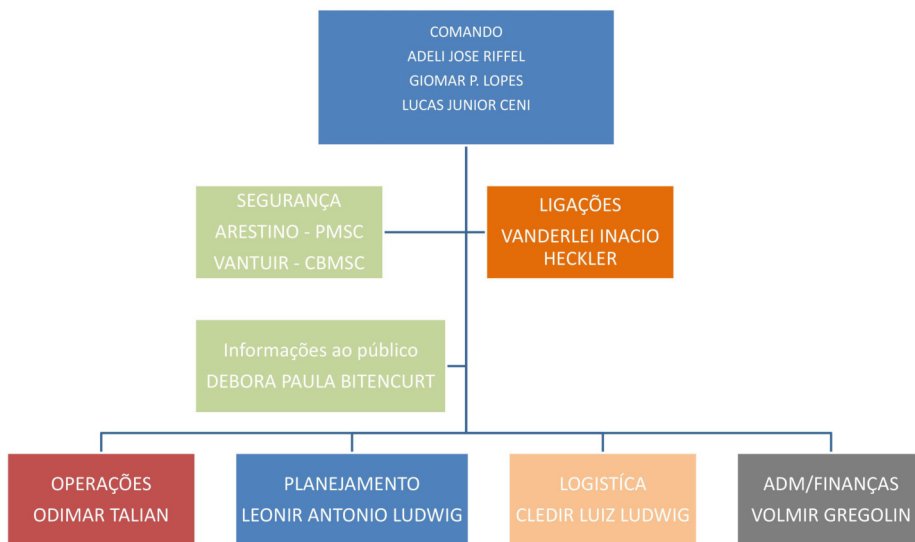 COMANDO
ADELI JOSE RIFFEL
GIOMAR P. LOPES
LUCAS JUNIOR CENI
SEGURANÇA
ARESTINO - PMSC
VANTUIR - CBMSC
LIGAÇÕES
VANDERLEI INACIO
HECKLER
Informações ao público
DEBORA PAULA BITENCURT
OPERAÇÕES
ODIMAR TALIAN
PLANEJAMENTO
LEONIR ANTONIO LUDWIG
LOGISTÍCA
CLEDIR LUIZ LUDWIG
ADM/FINANÇAS
VOLMIR GREGOLIN